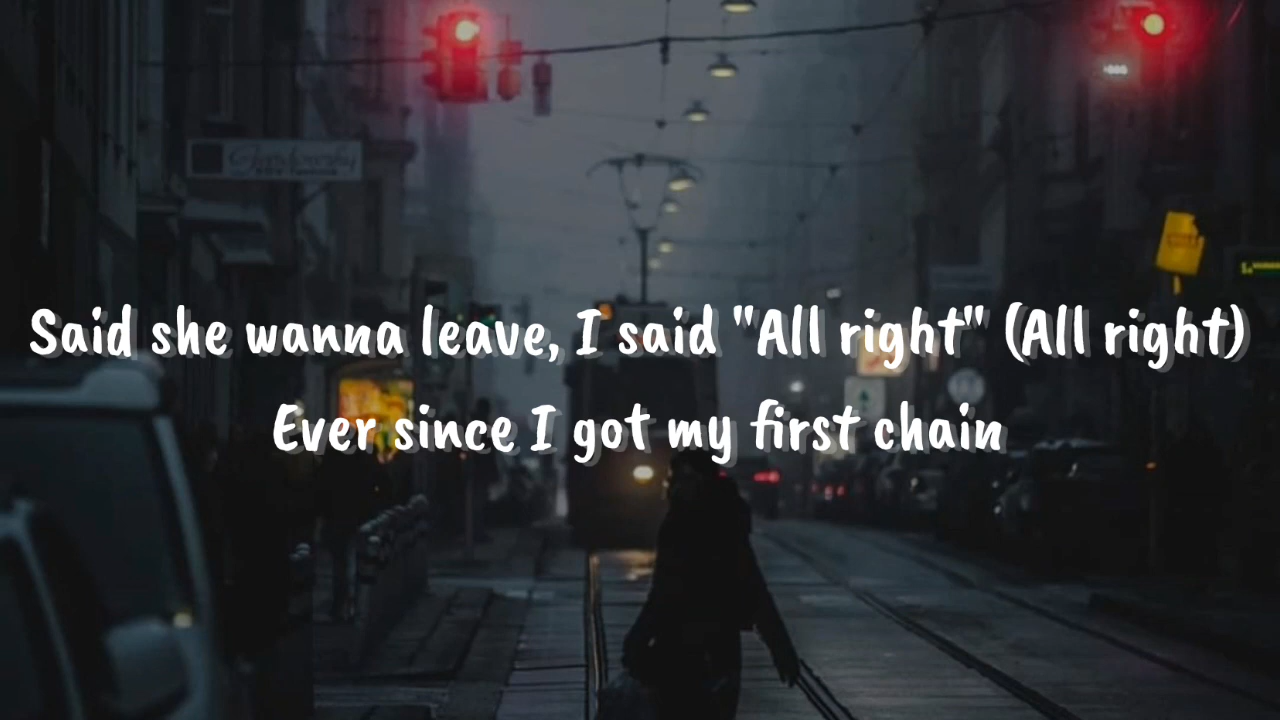 Said she wanna leave, I said "All right" (All right)
Ever since I got my first chain